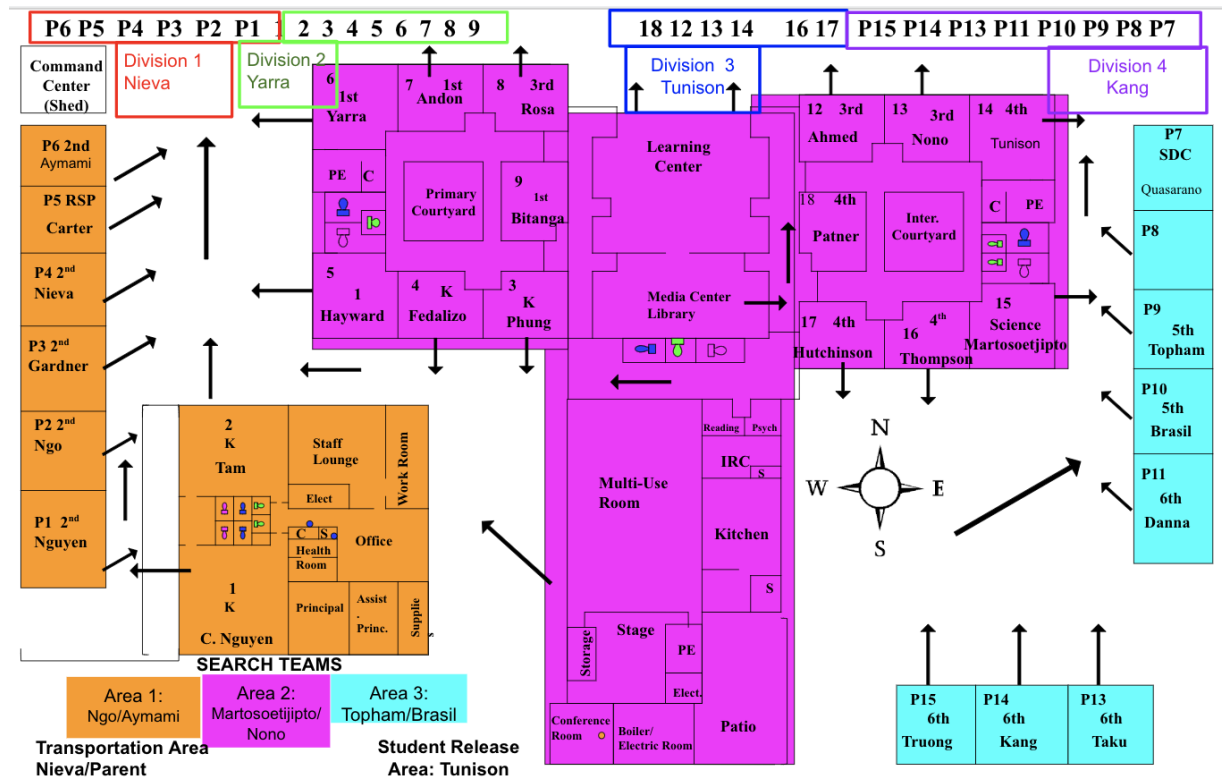 P6 P5 P4 P3 P2 P1 1 2 3 4 6 7 8 9 18 12 13 14 16 17 P15 P14 P13 P11 P10 P9 P8 P7
Command
Center
(Shed)
Division 1
Nieva
Division 2
Yarra
Division 3
Tunison
Division 4
Kang
P6 2nd
Aymami
P5 RSP
Carter
P4 2nd
Nieva
P3 2nd
Gardner
P2 2nd
Ngo
P1 2nd
Nguyen
6
1st
Yarra
7 1st
Andon
8 3rd
Rosa
PE
C
Primary
Courtyard
9
1st
Bitanga
5
1
Hayward
4
K
Fedalizo
3
K
Phung
Learning
Center
Media Center
Library
12 3rd
Ahmed
13
3rd
Nono
14 4th
Tunison
18 4th
Patner
Inter.
Courtyard
C
PE
17 4th
Hutchinson
16 4th
Thompson
15
Science
Martosoetjipto
P7
SDC
Quasarano
P8
P9
5th
Topham
P10
5th
Brasil
P11
6th
Danna
2
K
Tam
Staff
Lounge
Work Room
Elect
C S
Health
Room
Office
1
K
C. Nguyen
Principal
Assist
.
Princ.
Supplie
s
Reading
Psych
IRC
S
Multi-Use
Room
Kitchen
S
Stage
Storage
PE
Elect.
Conference
Room
Boiler/
Electric Room
Patio
N
W E
S
P15
6th
Truong
P14
6th
Kang
P13
6th
Taku
SEARCH TEAMS
Area 1:
Ngo/Aymami
Area 2:
Martosoetijipto/
Nono
Area 3:
Topham/Brasil
Transportation Area
Nieva/Parent
Student Release
Area: Tunison